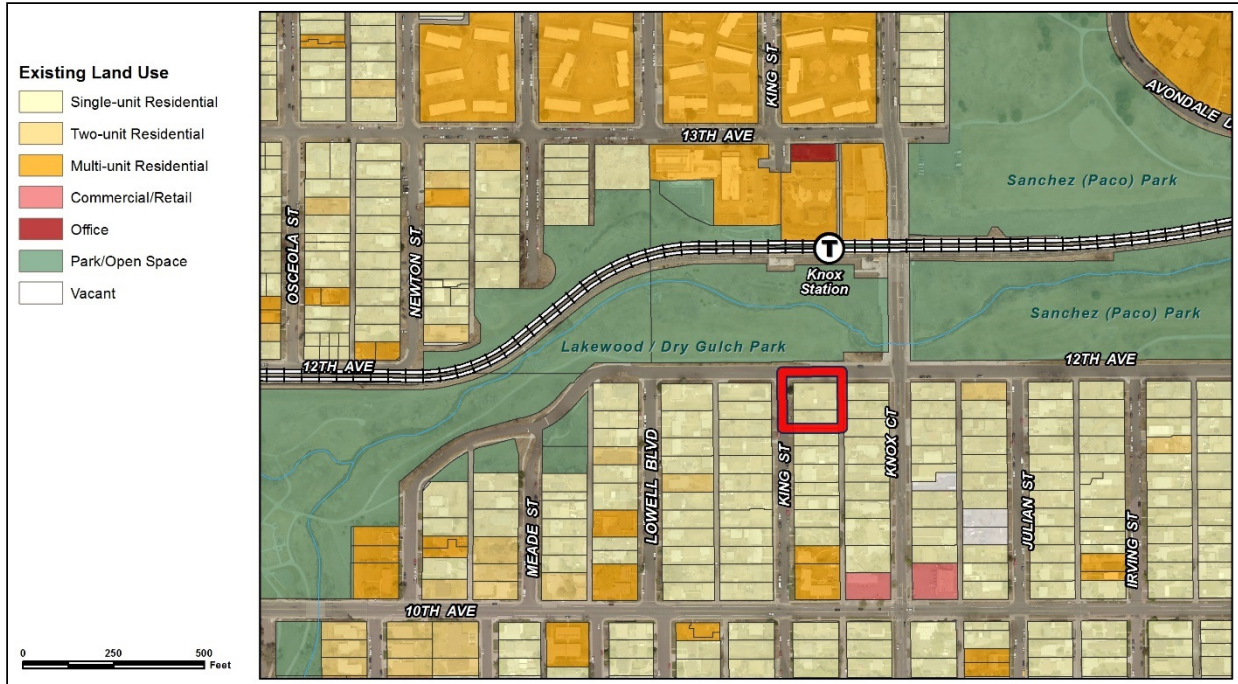 Existing Land Use
Single-unit Residential
Two-unit Residential
Multi-unit Residential
Commercial/Retail
Office
Park/Open Space
Vacant
0 250 500
Feet
KING ST
AVONDALE D
13TH AVE
Sanchez (Paco) Park
OSCEOLA ST
NEWTON ST
T
Knox
Station
Sanchez (Paco) Park
Lakewood / Dry Gulch Park
12TH AVE
12TH AVE
MEADE ST
LOWELL BLVD
KING ST
KNOX CT
JULIAN ST
IRVING ST
10TH AVE